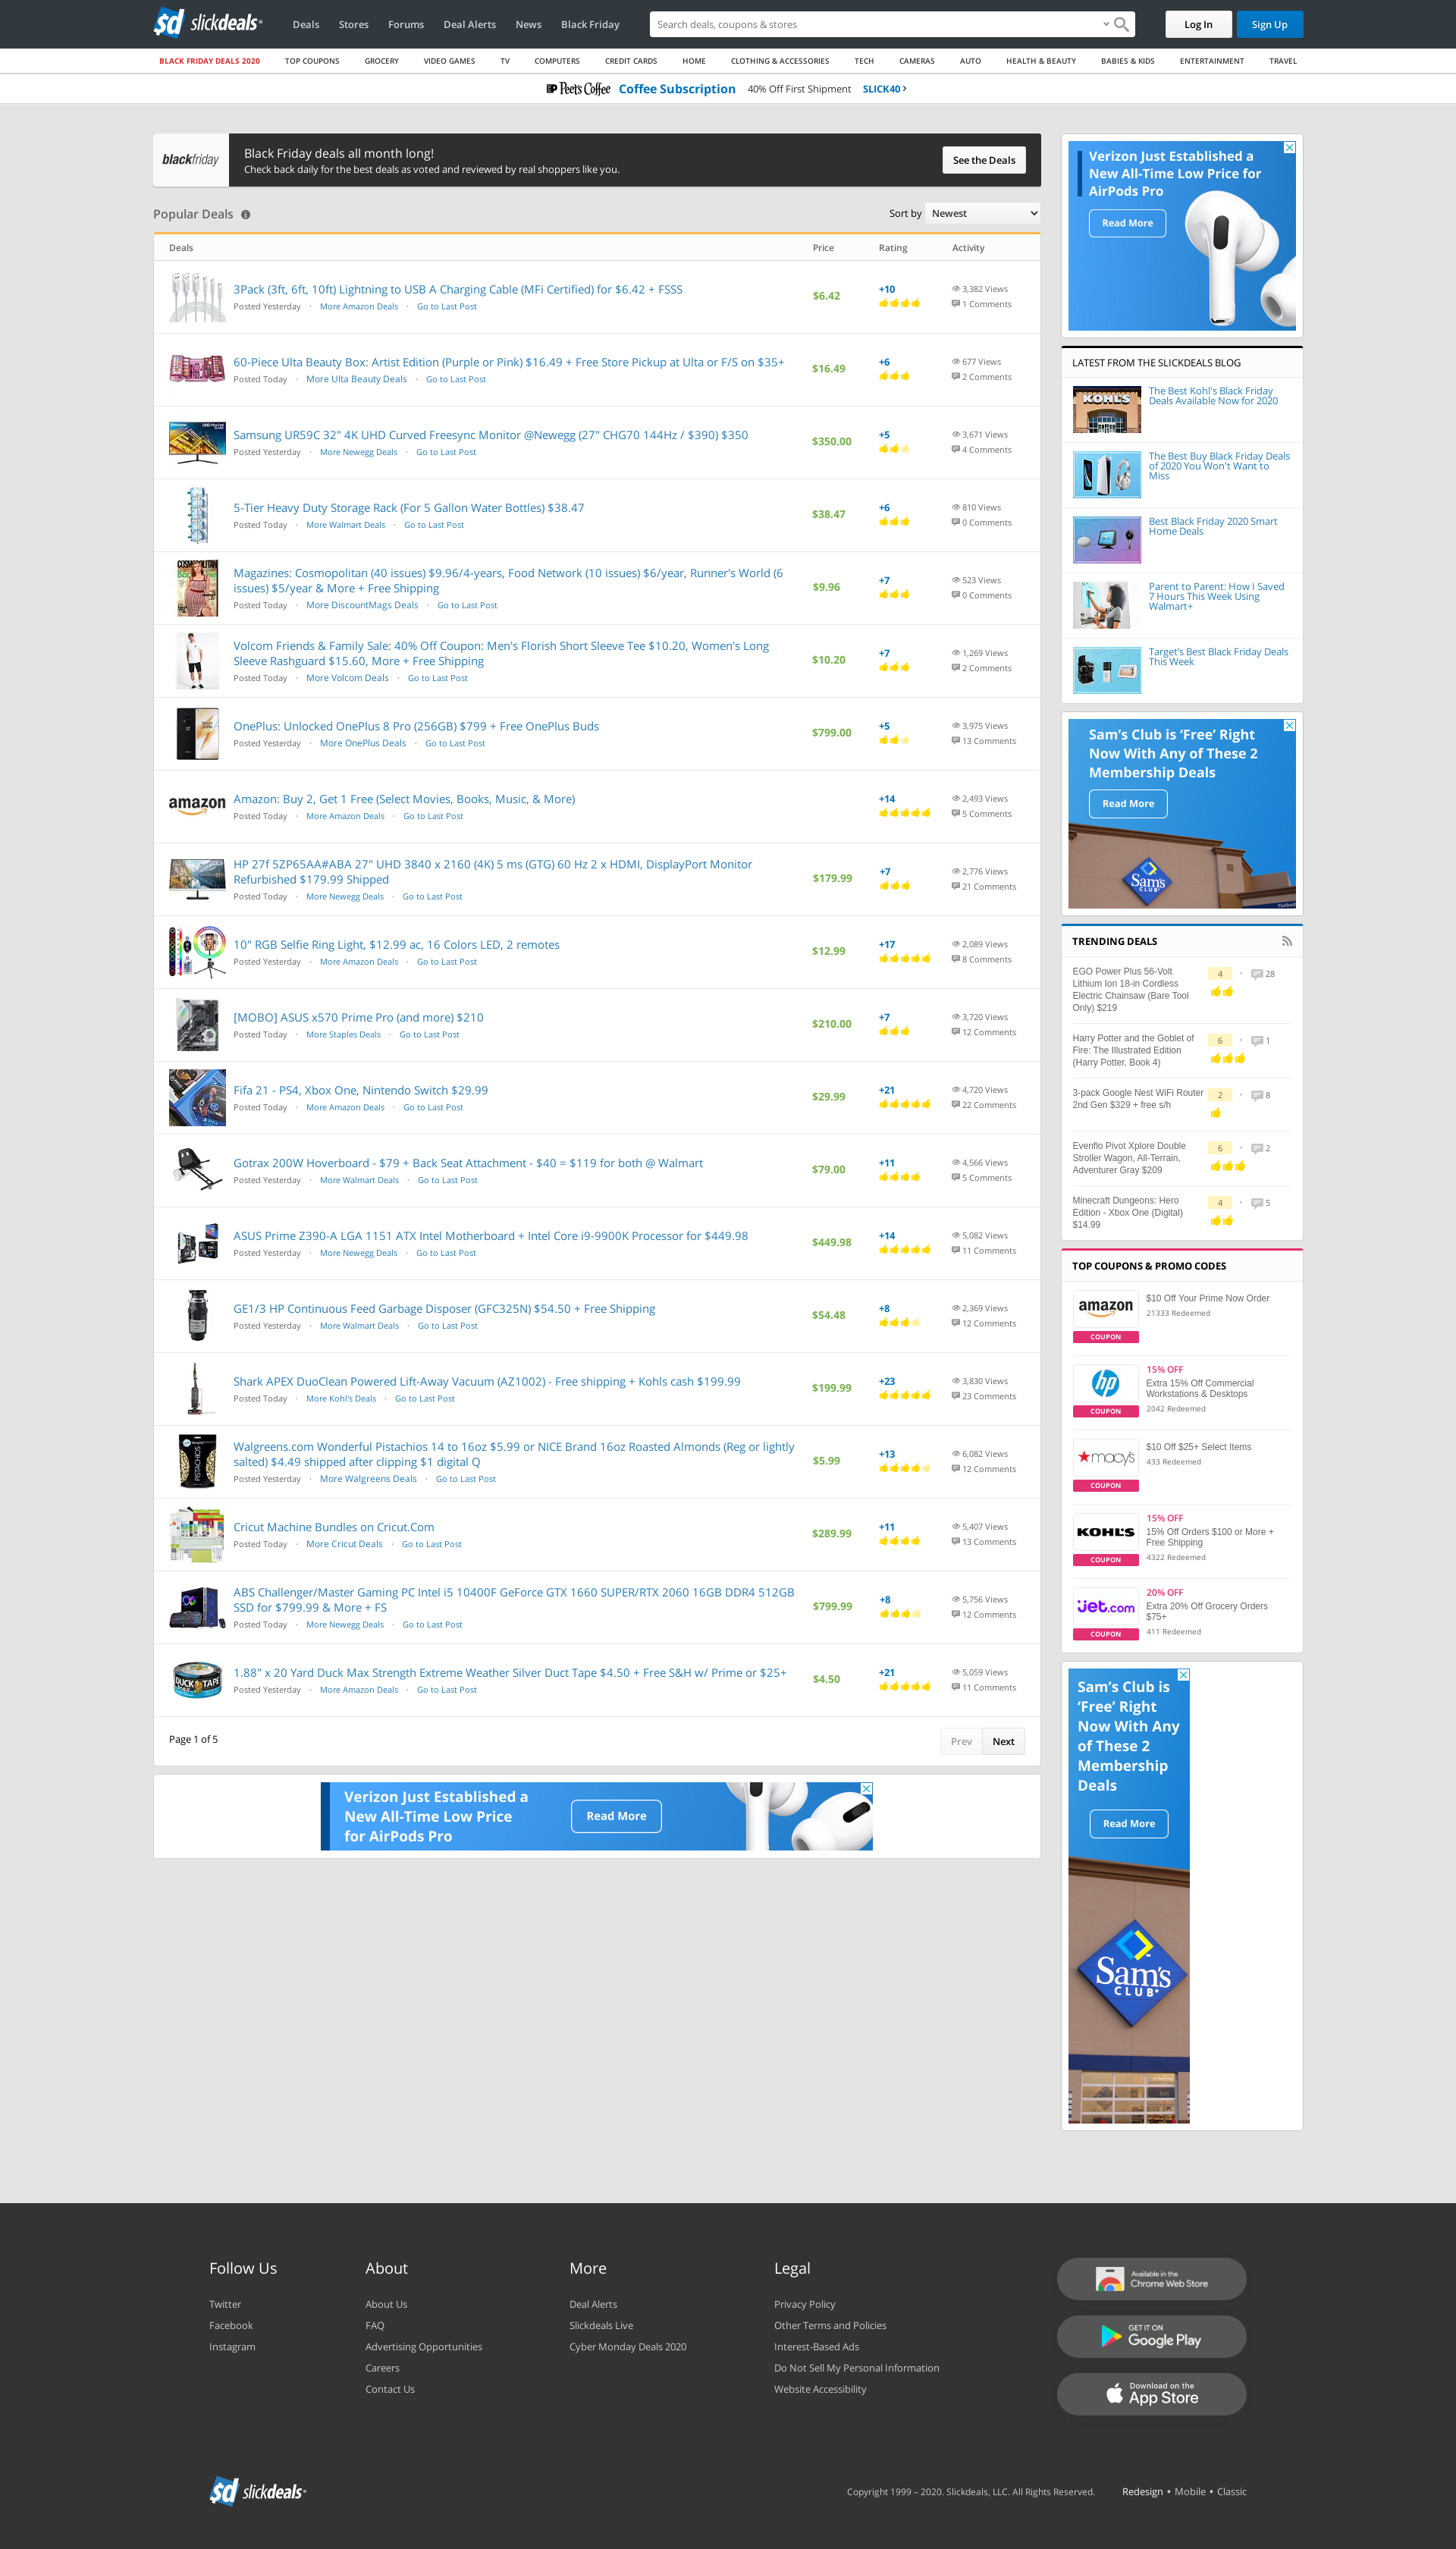 sd slickdeals
Deals
Stores
Forums
Deal Alerts
News
Black Friday
Search deals, coupons & stores
Log In
Sign Up
BLACK FRIDAY DEALS 2020
TOP COUPONS
GROCERY
VIDEO GAMES
TV
COMPUTERS
CREDIT CARDS
HOME
CLOTHING & ACCESSORIES
TECH
CAMERAS
AUTO
HEALTH & BEAUTY
BABIES & KIDS
ENTERTAINMENT
TRAVEL
Peet's Coffee Coffee Subscription 40% Off First Shipment SLICK40
blackfriday
Black Friday deals all month long!
Check back daily for the best deals as voted and reviewed by real shoppers like you.
See the Deals
Popular Deals
Sort by Newest
Deals Price Rating Activity
3Pack (3ft, 6ft, 10ft) Lightning to USB A Charging Cable (MFi Certified) for $6.42 + FSSS
Posted Yesterday · More Amazon Deals · Go to Last Post
$6.42
+10
3,382 Views
1 Comments
60-Piece Ulta Beauty Box: Artist Edition (Purple or Pink) $16.49 + Free Store Pickup at Ulta or F/S on $35+
Posted Today · More Ulta Beauty Deals · Go to Last Post
$16.49
+6
677 Views
2 Comments
Samsung UR59C 32" 4K UHD Curved Freesync Monitor @Newegg (27" CHG70 144Hz / $390) $350
Posted Yesterday · More Newegg Deals · Go to Last Post
$350.00
+5
3,671 Views
4 Comments
5-Tier Heavy Duty Storage Rack (For 5 Gallon Water Bottles) $38.47
Posted Today · More Walmart Deals · Go to Last Post
$38.47
+6
810 Views
0 Comments
Magazines: Cosmopolitan (40 issues) $9.96/4-years, Food Network (10 issues) $6/year, Runner's World (6
issues) $5/year & More + Free Shipping
Posted Today · More DiscountMags Deals · Go to Last Post
$9.96
+7
523 Views
0 Comments
Volcom Friends & Family Sale: 40% Off Coupon: Men's Florish Short Sleeve Tee $10.20, Women's Long
Sleeve Rashguard $15.60, More + Free Shipping
Posted Today · More Volcom Deals · Go to Last Post
$10.20
+7
1,269 Views
2 Comments
OnePlus: Unlocked OnePlus 8 Pro (256GB) $799 + Free OnePlus Buds
Posted Yesterday · More OnePlus Deals · Go to Last Post
$799.00
+5
3,975 Views
13 Comments
amazon
Amazon: Buy 2, Get 1 Free (Select Movies, Books, Music, & More)
Posted Today · More Amazon Deals · Go to Last Post
+14
2,493 Views
5 Comments
HP 27f 5ZP65AA#ABA 27" UHD 3840 x 2160 (4K) 5 ms (GTG) 60 Hz 2 x HDMI, DisplayPort Monitor
Refurbished $179.99 Shipped
Posted Today · More Newegg Deals · Go to Last Post
$179.99
+7
2,776 Views
21 Comments
10" RGB Selfie Ring Light, $12.99 ac, 16 Colors LED, 2 remotes
Posted Yesterday · More Amazon Deals · Go to Last Post
$12.99
+17
2,089 Views
8 Comments
[MOBO] ASUS x570 Prime Pro (and more) $210
Posted Today · More Staples Deals · Go to Last Post
$210.00
+7
3,720 Views
12 Comments
Fifa 21 - PS4, Xbox One, Nintendo Switch $29.99
Posted Today · More Amazon Deals · Go to Last Post
$29.99
+21
4,720 Views
22 Comments
Gotrax 200W Hoverboard - $79 + Back Seat Attachment - $40 = $119 for both @ Walmart
Posted Yesterday · More Walmart Deals · Go to Last Post
$79.00
+11
4,566 Views
5 Comments
ASUS Prime Z390-A LGA 1151 ATX Intel Motherboard + Intel Core i9-9900K Processor for $449.98
Posted Yesterday · More Newegg Deals · Go to Last Post
$449.98
+14
5,082 Views
11 Comments
GE1/3 HP Continuous Feed Garbage Disposer (GFC325N) $54.50 + Free Shipping
Posted Yesterday · More Walmart Deals · Go to Last Post
$54.48
+8
2,369 Views
12 Comments
Shark APEX DuoClean Powered Lift-Away Vacuum (AZ1002) - Free shipping + Kohls cash $199.99
Posted Today · More Kohl's Deals · Go to Last Post
$199.99
+23
3,830 Views
23 Comments
PISTACHIOS
Walgreens.com Wonderful Pistachios 14 to 16oz $5.99 or NICE Brand 16oz Roasted Almonds (Reg or lightly
salted) $4.49 shipped after clipping $1 digital Q
Posted Yesterday · More Walgreens Deals · Go to Last Post
$5.99
+13
6,082 Views
12 Comments
Cricut Machine Bundles on Cricut.Com
Posted Today · More Cricut Deals · Go to Last Post
$289.99
+11
5,407 Views
13 Comments
ABS Challenger/Master Gaming PC Intel i5 10400F GeForce GTX 1660 SUPER/RTX 2060 16GB DDR4 512GB
SSD for $799.99 & More + FS
Posted Today · More Newegg Deals · Go to Last Post
$799.99
+8
5,756 Views
12 Comments
DUCK TAPE
1.88" x 20 Yard Duck Max Strength Extreme Weather Silver Duct Tape $4.50 + Free S&H w/ Prime or $25+
Posted Yesterday · More Amazon Deals · Go to Last Post
$4.50
+21
5,059 Views
11 Comments
Page 1 of 5
Prev
Next
Verizon Just Established a
New All-Time Low Price
for AirPods Pro
Read More
Verizon Just Established a
New All-Time Low Price for
AirPods Pro
Read More
LATEST FROM THE SLICKDEALS BLOG
KOHL'S
The Best Kohl's Black Friday
Deals Available Now for 2020
The Best Buy Black Friday Deals
of 2020 You Won't Want to
Miss
Best Black Friday 2020 Smart
Home Deals
Parent to Parent: How I Saved
7 Hours This Week Using
Walmart+
Target's Best Black Friday Deals
This Week
Sam's Club is 'Free' Right
Now With Any of These 2
Membership Deals
Read More
Sam's
CLUB
TRENDING DEALS
EGO Power Plus 56-Volt
Lithium Ion 18-in Cordless
Electric Chainsaw (Bare Tool
Only) $219
4 • 28
Harry Potter and the Goblet of
Fire: The Illustrated Edition
(Harry Potter, Book 4)
6 • 1
3-pack Google Nest WiFi Router
2nd Gen $329 + free s/h
2 • 8
Evenflo Pivot Xplore Double
Stroller Wagon, All-Terrain,
Adventurer Gray $209
6 • 2
Minecraft Dungeons: Hero
Edition - Xbox One (Digital)
$14.99
4 • 5
TOP COUPONS & PROMO CODES
amazon
COUPON
$10 Off Your Prime Now Order
21333 Redeemed
hp
COUPON
15% OFF
Extra 15% Off Commercial
Workstations & Desktops
2042 Redeemed
macy's
COUPON
$10 Off $25+ Select Items
433 Redeemed
KOHL'S
COUPON
15% OFF
15% Off Orders $100 or More +
Free Shipping
4322 Redeemed
jet.com
COUPON
20% OFF
Extra 20% Off Grocery Orders
$75+
411 Redeemed
Sam's Club is
'Free' Right
Now With Any
of These 2
Membership
Deals
Read More
Sam's
CLUB
Follow Us
Twitter
Facebook
Instagram
About
About Us
FAQ
Advertising Opportunities
Careers
Contact Us
More
Deal Alerts
Slickdeals Live
Cyber Monday Deals 2020
Legal
Privacy Policy
Other Terms and Policies
Interest-Based Ads
Do Not Sell My Personal Information
Website Accessibility
Available in the
Chrome Web Store
GET IT ON
Google Play
Download on the
App Store
sd slickdeals
Copyright 1999 – 2020. Slickdeals, LLC. All Rights Reserved.
Redesign • Mobile • Classic